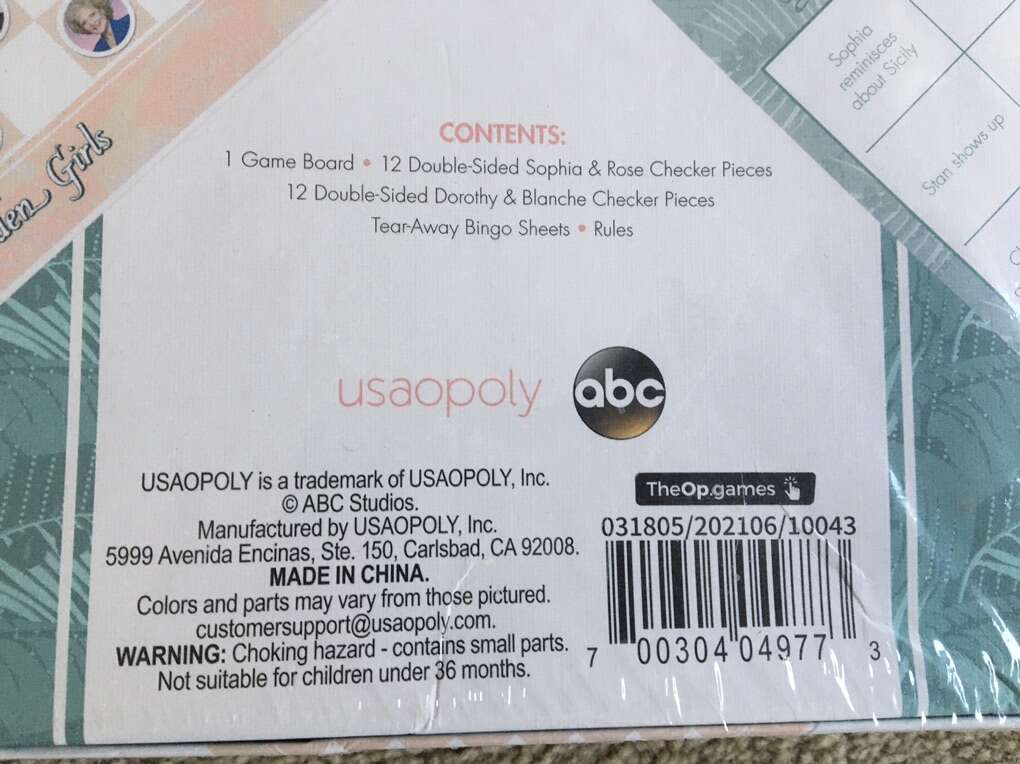 Girls
Sophia
reminisces
about Sicily
Stan shows up
CONTENTS:
1 Game Board • 12 Double-Sided Sophia & Rose Checker Pieces
12 Double-Sided Dorothy & Blanche Checker Pieces
Tear-Away Bingo Sheets • Rules
usaopoly
abc
USAOPOLY is a trademark of USAOPOLY, Inc.
© ABC Studios.
Manufactured by USAOPOLY, Inc.
5999 Avenida Encinas, Ste. 150, Carlsbad, CA 92008.
MADE IN CHINA.
Colors and parts may vary from those pictured.
customersupport@usaopoly.com.
WARNING: Choking hazard - contains small parts.
Not suitable for children under 36 months.
TheOp.games
031805/202106/10043
7 00304 04977 3